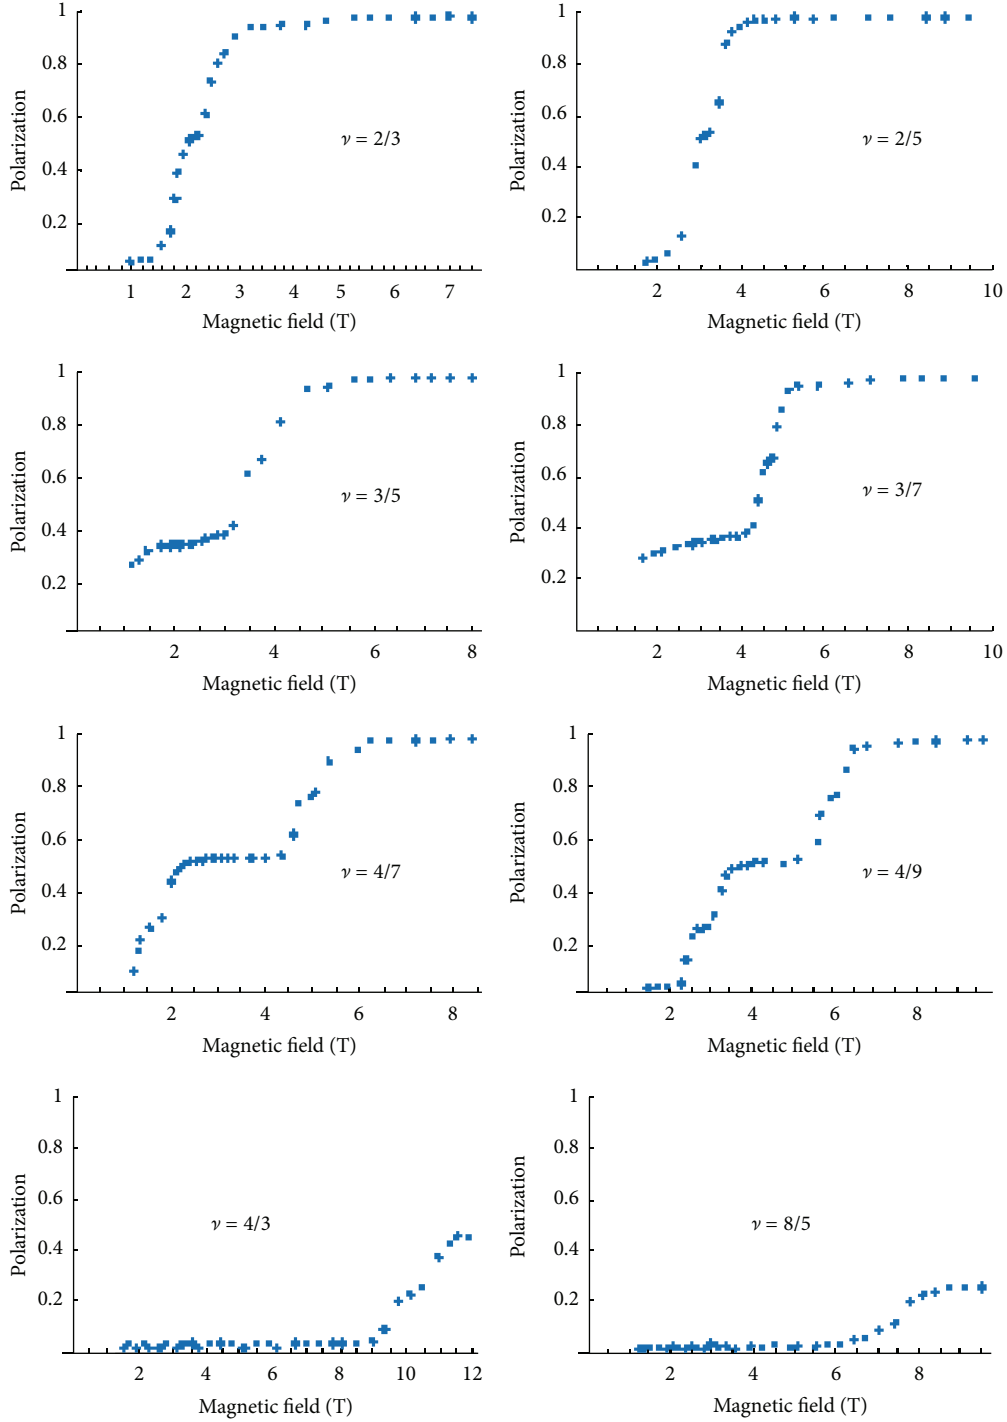 1
0.8
0.6
0.4
0.2
Polarization
ν = 2/3
1 2 3 4 5 6 7
Magnetic field (T)
1
0.8
0.6
0.4
0.2
Polarization
ν = 2/5
2 4 6 8 10
Magnetic field (T)
1
0.8
0.6
0.4
0.2
Polarization
ν = 3/5
2 4 6 8
Magnetic field (T)
1
0.8
0.6
0.4
0.2
Polarization
ν = 3/7
2 4 6 8 10
Magnetic field (T)
1
0.8
0.6
0.4
0.2
Polarization
ν = 4/7
2 4 6 8
Magnetic field (T)
1
0.8
0.6
0.4
0.2
Polarization
ν = 4/9
2 4 6 8
Magnetic field (T)
1
0.8
0.6
0.4
0.2
Polarization
ν = 4/3
2 4 6 8 10 12
Magnetic field (T)
1
0.8
0.6
0.4
0.2
Polarization
ν = 8/5
2 4 6 8
Magnetic field (T)